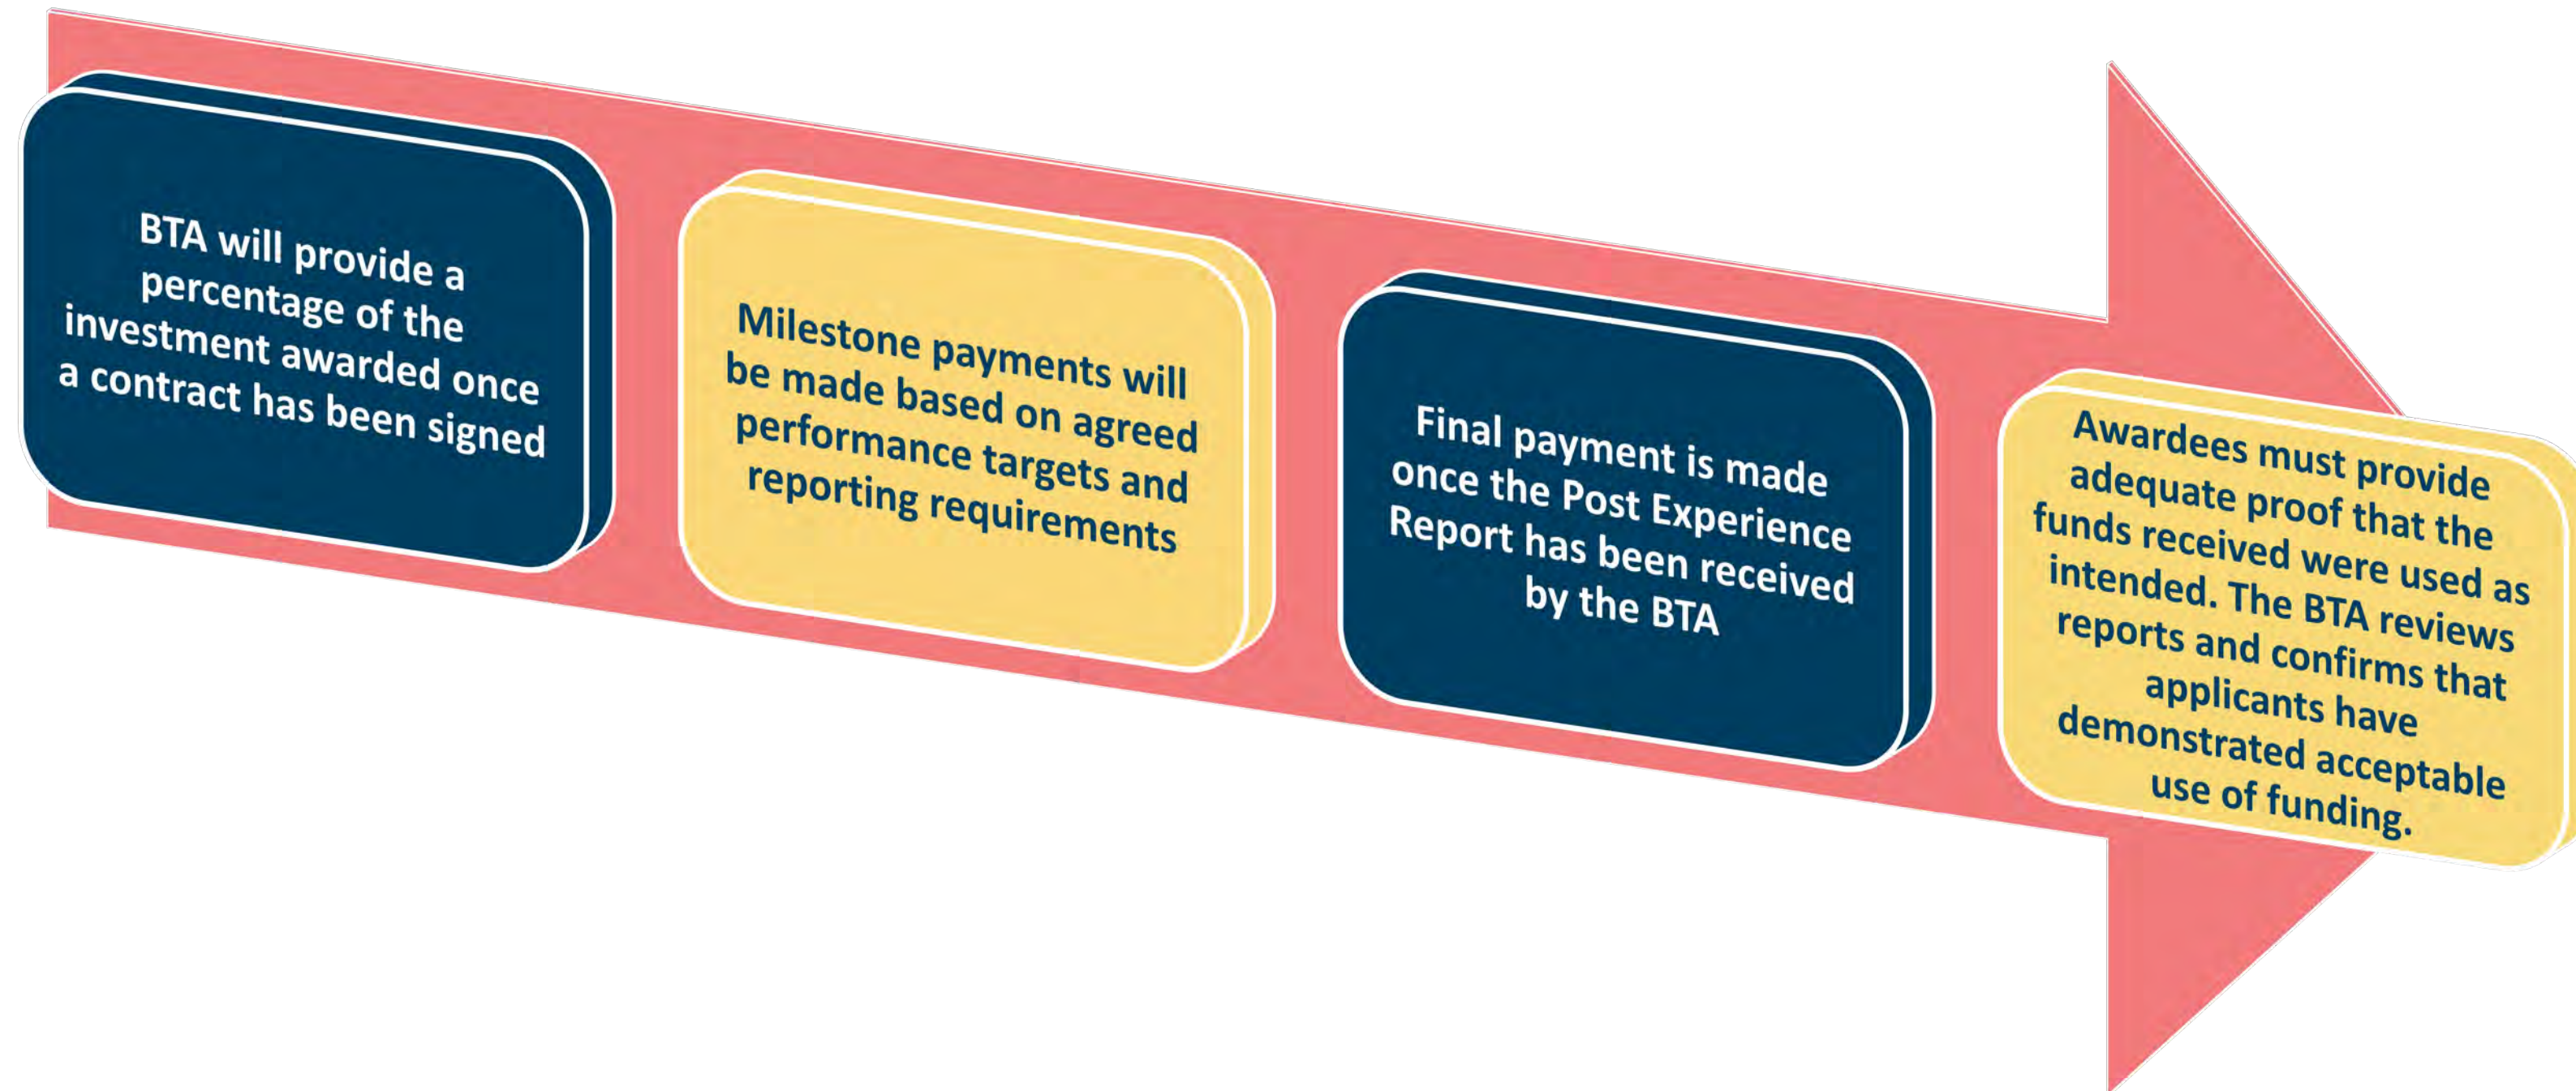 BTA will provide a
percentage of the
investment awarded once
a contract has been signed
Milestone payments will
be made based on agreed
performance targets and
reporting requirements
Final payment is made
once the Post Experience
Report has been received
by the BTA
Awardees must provide
adequate proof that the
funds received were used as
intended. The BTA reviews
reports and confirms that
applicants have
demonstrated acceptable
use of funding.